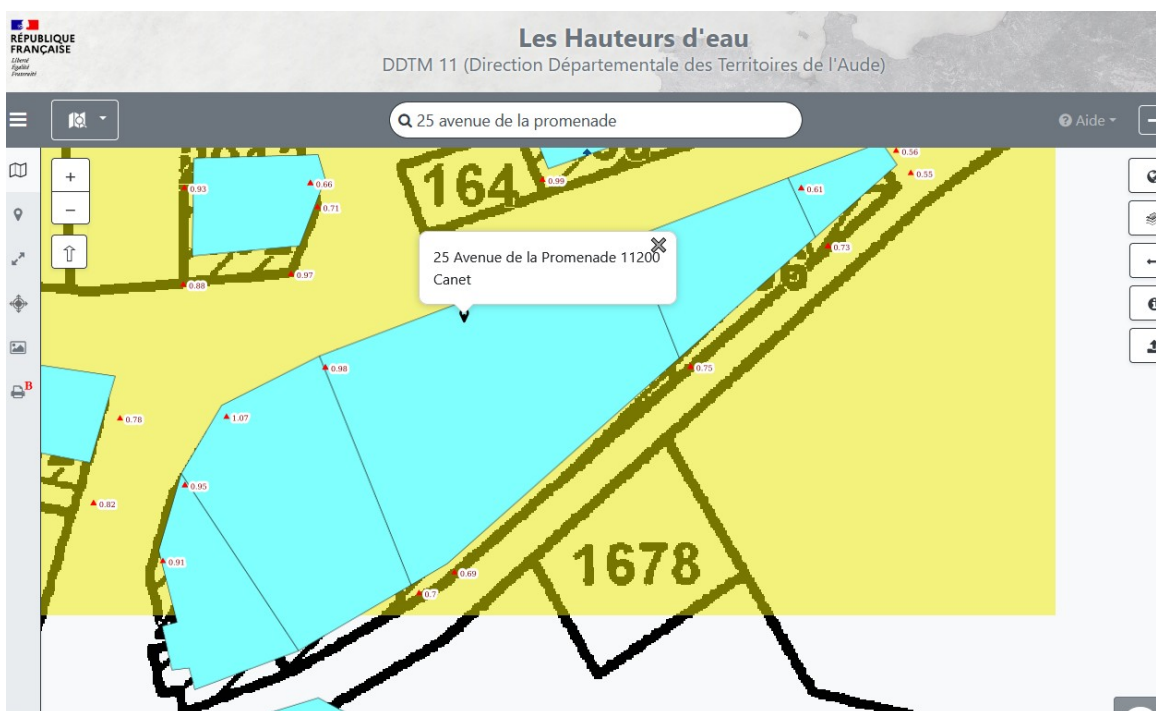 RÉPUBLIQUE
FRANÇAISE
Liberté
Égalité
Fraternité
Les Hauteurs d'eau
DDTM 11 (Direction Départementale des Territoires de l'Aude)
25 avenue de la promenade
Aide
+
−
B
164
0.93
0.66
0.71
0.97
0.88
0.99
0.56
0.55
0.61
0.73
25 Avenue de la Promenade 11200
Canet
0.75
0.98
1.07
0.78
0.95
0.82
0.91
0.69
0.7
1678